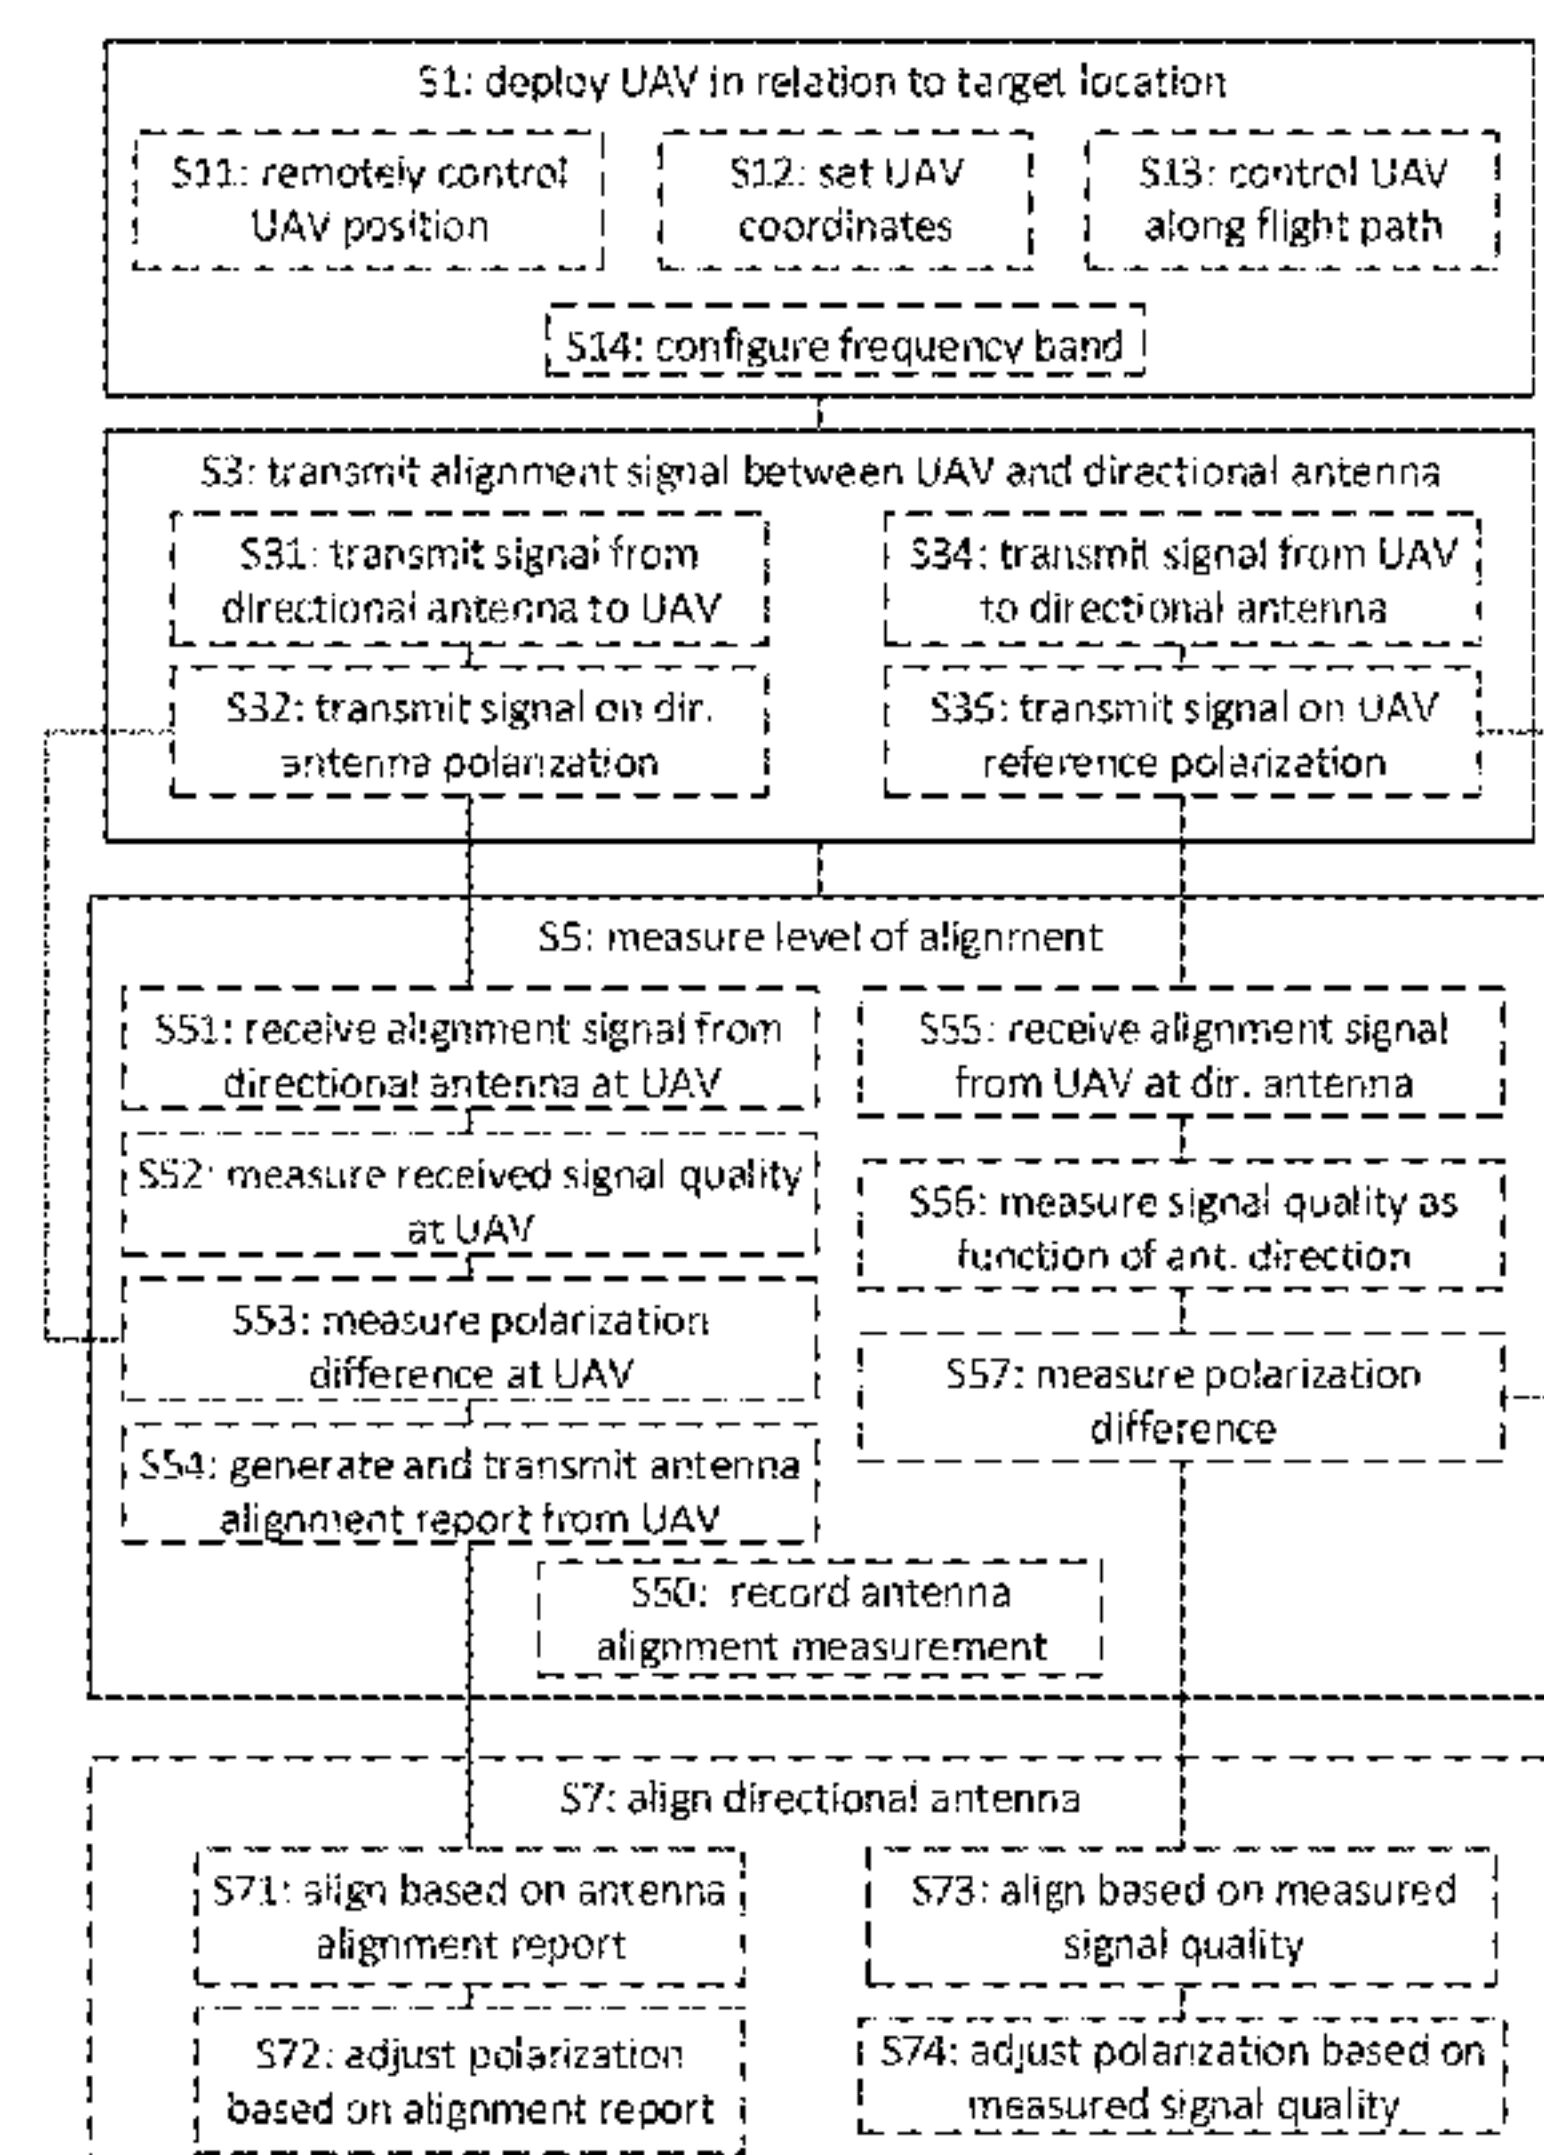 S1: deploy UAV in relation to target location
S11: remotely control
UAV position
S12: set UAV
coordinates
S13: control UAV
along flight path
S14: configure frequency band
S3: transmit alignment signal between UAV and directional antenna
S31: transmit signal from
directional antenna to UAV
S32: transmit signal on dir.
antenna polarization
S34: transmit signal from UAV
to directional antenna
S35: transmit signal on UAV
reference polarization
S5: measure level of alignment
S51: receive alignment signal from
directional antenna at UAV
S52: measure received signal quality
at UAV
S53: measure polarization
difference at UAV
S54: generate and transmit antenna
alignment report from UAV
S55: receive alignment signal
from UAV at dir. antenna
S56: measure signal quality as
function of ant. direction
S57: measure polarization
difference
S50: record antenna
alignment measurement
S7: align directional antenna
S71: align based on antenna
alignment report
S72: adjust polarization
based on alignment report
S73: align based on measured
signal quality
S74: adjust polarization based on
measured signal quality